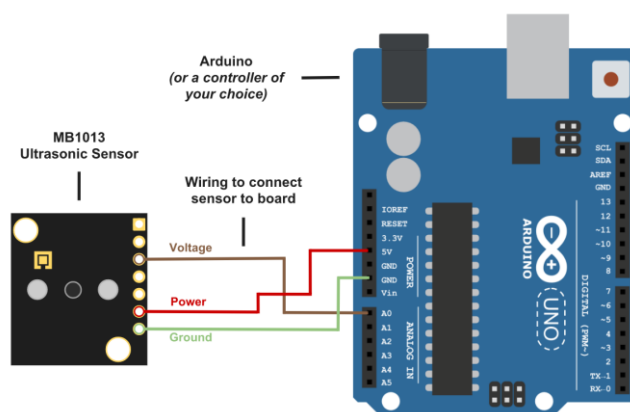 Arduino
(or a controller of
your choice)
MB1013
Ultrasonic Sensor
Wiring to connect
sensor to board
Voltage
Power
Ground
IOREF
RESET
3.3V
5V
GND
GND
Vin
POWER
A0
A1
A2
A3
A4
A5
ANALOG IN
ARDUINO
UNO
SCL
SDA
AREF
GND
13
12
~11
~10
~9
8
7
~6
~5
4
~3
2
TX→1
RX←0
DIGITAL (PWM~)